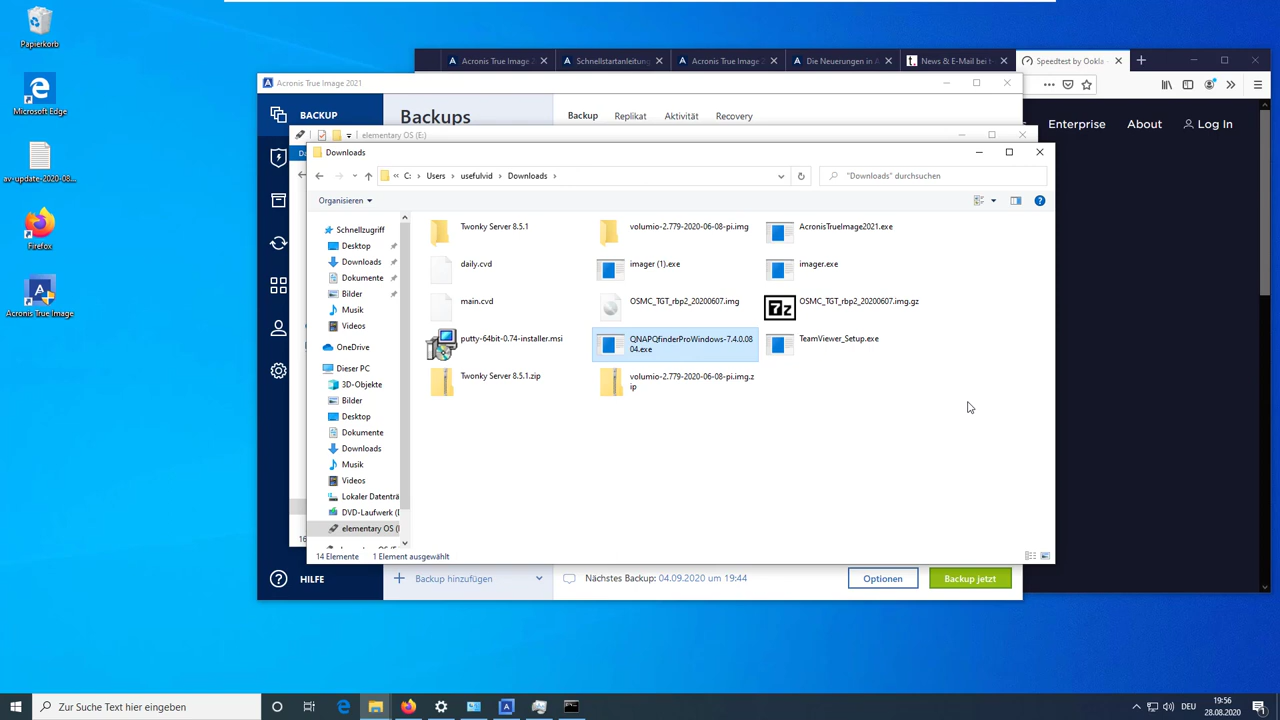 Papierkorb
Microsoft Edge
av-update-2020-08...
Firefox
Acronis True Image
Acronis True Image 2
Schnellstartanleitung
Acronis True Image 2
Die Neuerungen in A
News & E-Mail bei t
Speedtest by Ookla -
Enterprise
About
Log In
Acronis True Image 2021
BACKUP
Backups
Backup
Replikat
Aktivität
Recovery
elementary OS (E:)
Da
Downloads
C:
Users
usefulvid
Downloads
"Downloads" durchsuchen
Organisieren
Schnellzugriff
Desktop
Downloads
Dokumente
Bilder
Musik
Videos
OneDrive
Dieser PC
3D-Objekte
Bilder
Desktop
Dokumente
Downloads
Musik
Videos
Lokaler Datenträ
DVD-Laufwerk (
elementary OS (
Twonky Server 8.5.1
volumio-2.779-2020-06-08-pi.img
AcronisTrueImage2021.exe
daily.cvd
imager (1).exe
imager.exe
main.cvd
OSMC_TGT_rbp2_20200607.img
OSMC_TGT_rbp2_20200607.img.gz
putty-64bit-0.74-installer.msi
QNAPQfinderProWindows-7.4.0.08
04.exe
TeamViewer_Setup.exe
Twonky Server 8.5.1.zip
volumio-2.779-2020-06-08-pi.img.z
ip
16
14 Elemente
1 Element ausgewählt
HILFE
Backup hinzufügen
Nächstes Backup: 04.09.2020 um 19:44
Optionen
Backup jetzt
Zur Suche Text hier eingeben
DEU
19:56
28.08.2020
1